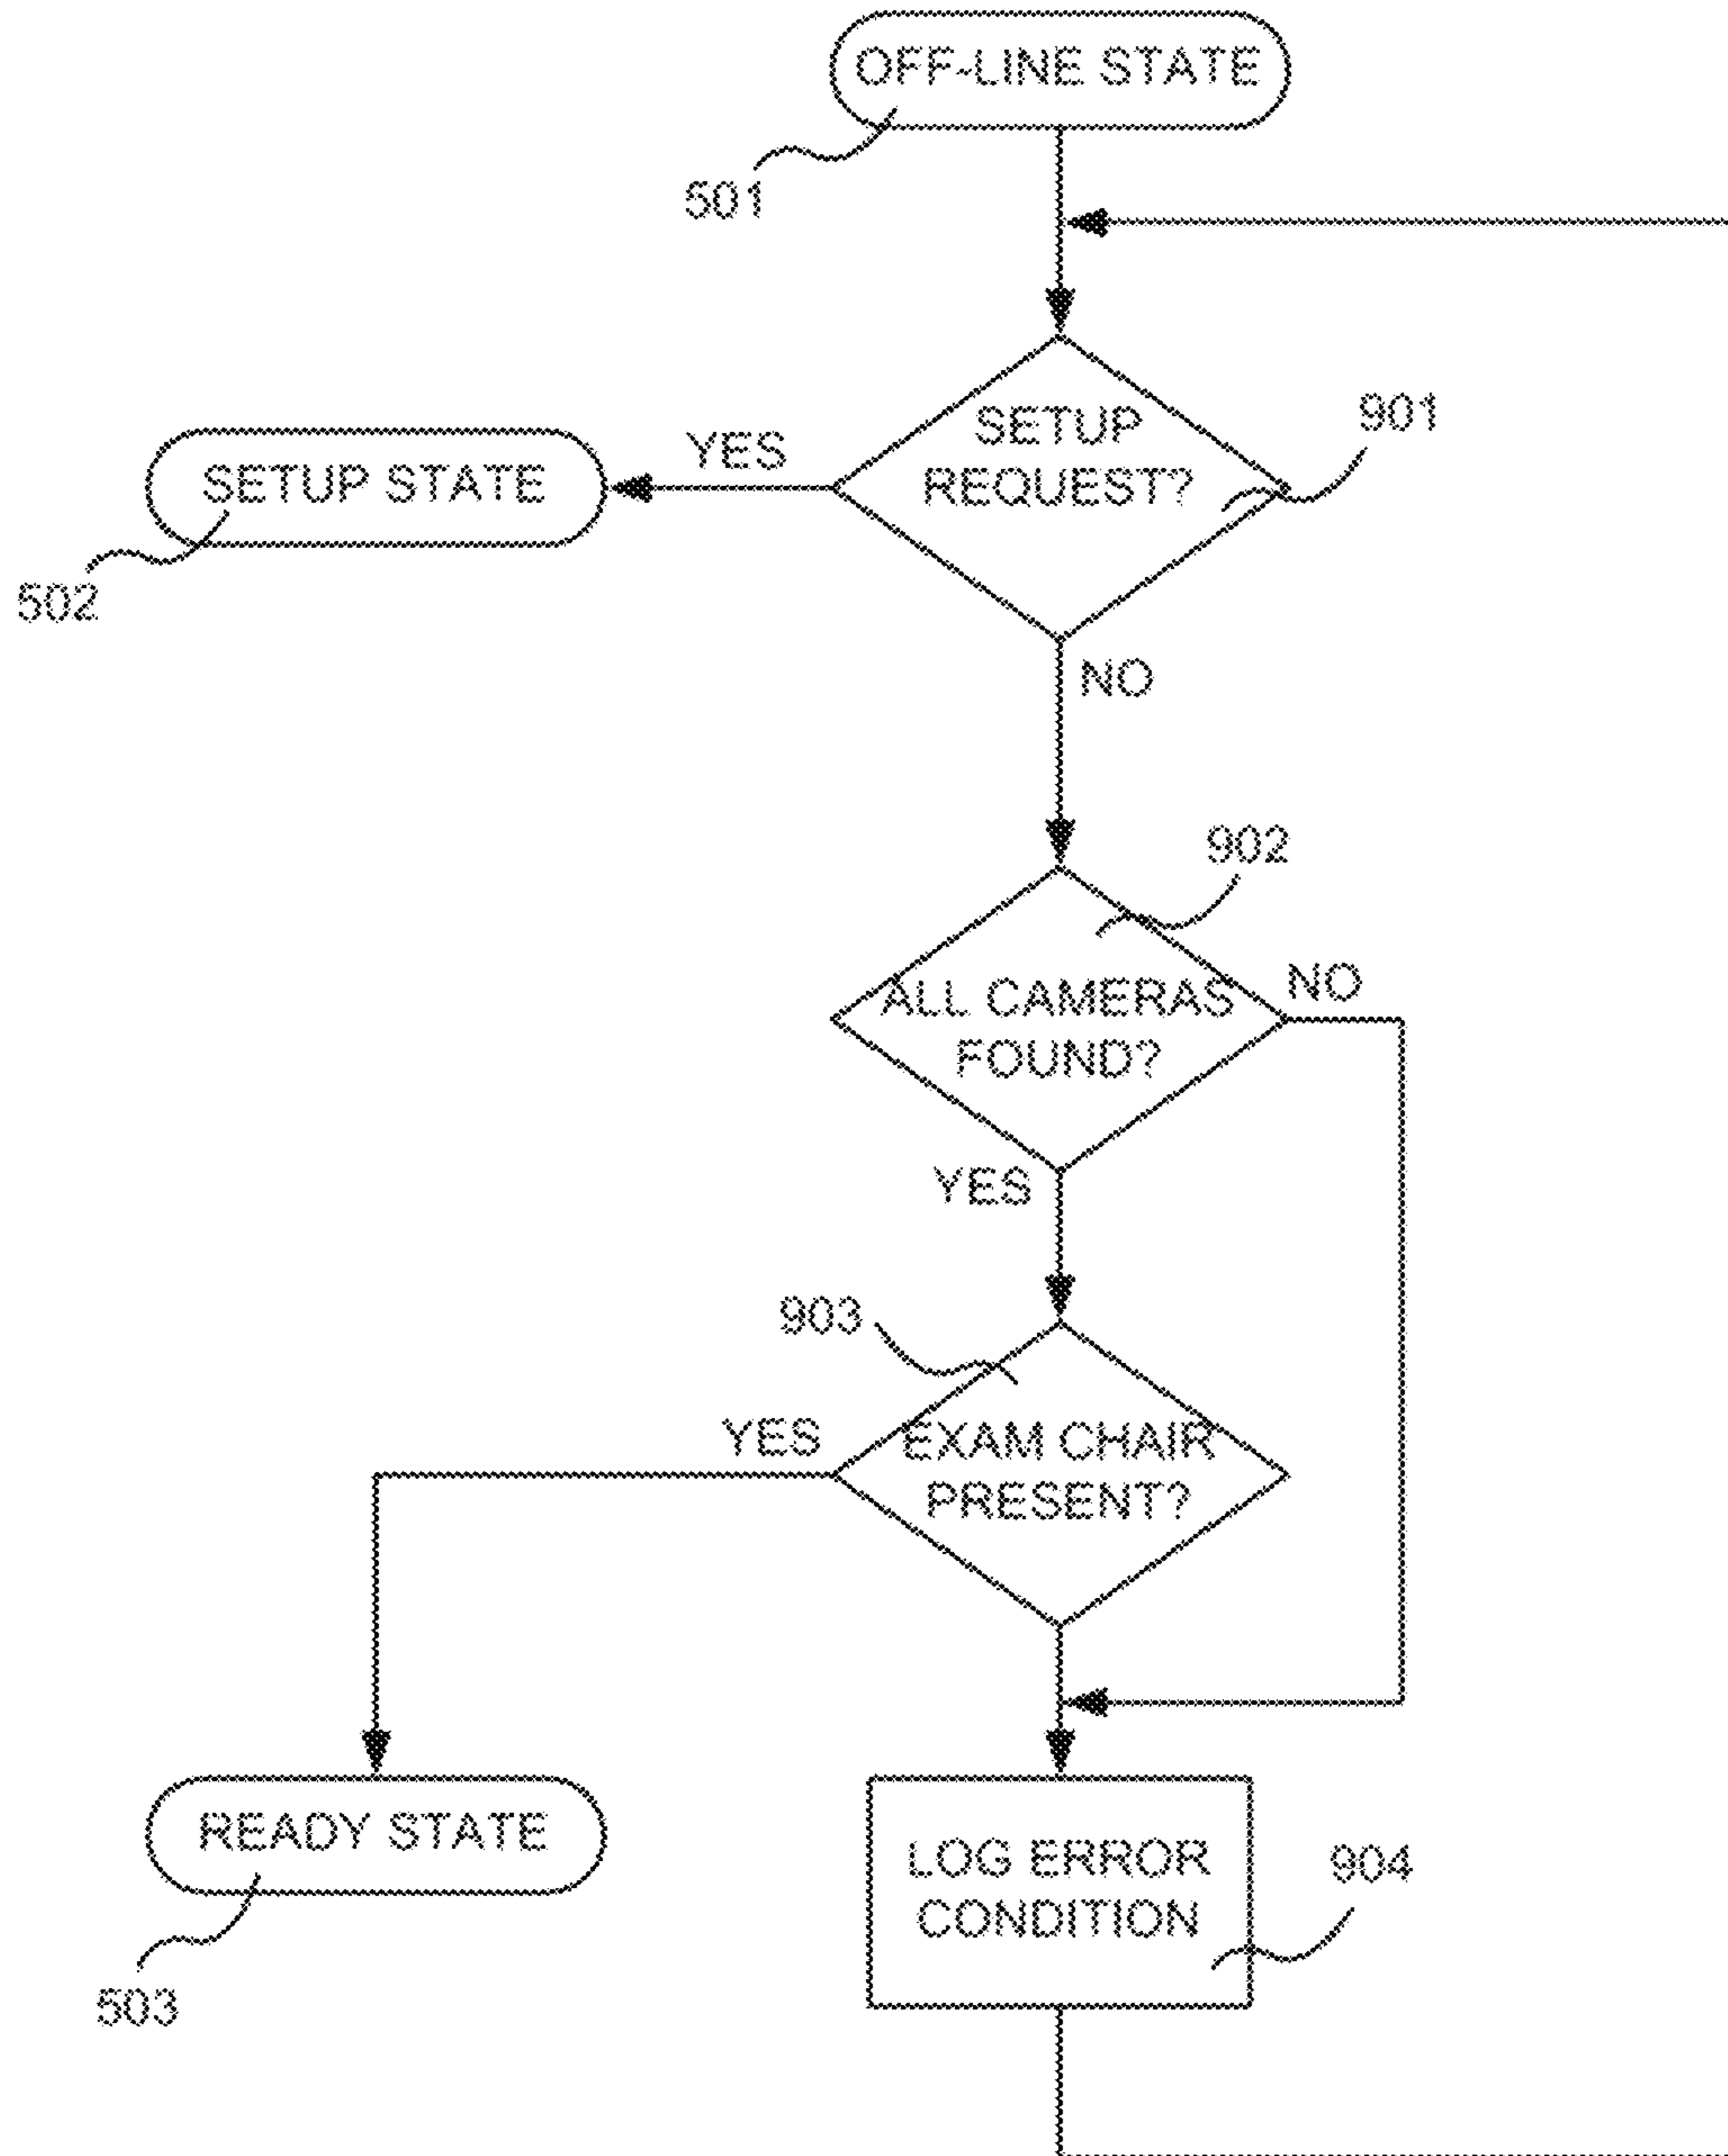 OFF-LINE STATE
501
SETUP
REQUEST?
901
YES
SETUP STATE
502
NO
902
ALL CAMERAS
FOUND?
NO
YES
903
EXAM CHAIR
PRESENT?
YES
READY STATE
503
LOG ERROR
CONDITION
904